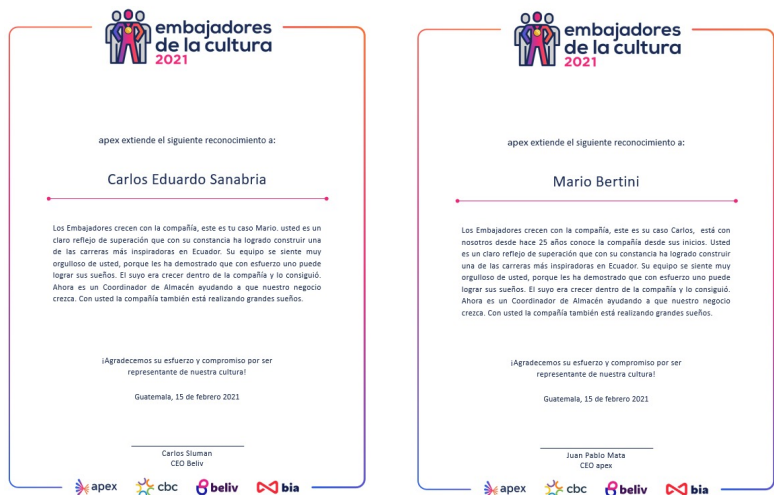 embajadores
de la cultura
2021
apex extiende el siguiente reconocimiento a:
Carlos Eduardo Sanabria
Los Embajadores crecen con la compañía, este es tu caso Mario. usted es un
claro reflejo de superación que con su constancia ha logrado construir una
de las carreras más inspiradoras en Ecuador. Su equipo se siente muy
orgulloso de usted, porque les ha demostrado que con esfuerzo uno puede
lograr sus sueños. El suyo era crecer dentro de la compañía y lo consiguió.
Ahora es un Coordinador de Almacén ayudando a que nuestro negocio
crezca. Con usted la compañía también está realizando grandes sueños.
¡Agradecemos su esfuerzo y compromiso por ser
representante de nuestra cultura!
Guatemala, 15 de febrero 2021
Carlos Sluman
CEO Beliv
apex cbc beliv bia
embajadores
de la cultura
2021
apex extiende el siguiente reconocimiento a:
Mario Bertini
Los Embajadores crecen con la compañía, este es su caso Carlos, está con
nosotros desde hace 25 años conoce la compañía desde sus inicios. Usted
es un claro reflejo de superación que con su constancia ha logrado construir
una de las carreras más inspiradoras en Ecuador. Su equipo se siente muy
orgulloso de usted, porque les ha demostrado que con esfuerzo uno puede
lograr sus sueños. El suyo era crecer dentro de la compañía y lo consiguió.
Ahora es un Coordinador de Almacén ayudando a que nuestro negocio
crezca. Con usted la compañía también está realizando grandes sueños.
¡Agradecemos su esfuerzo y compromiso por ser
representante de nuestra cultura!
Guatemala, 15 de febrero 2021
Juan Pablo Mata
CEO apex
apex cbc beliv bia